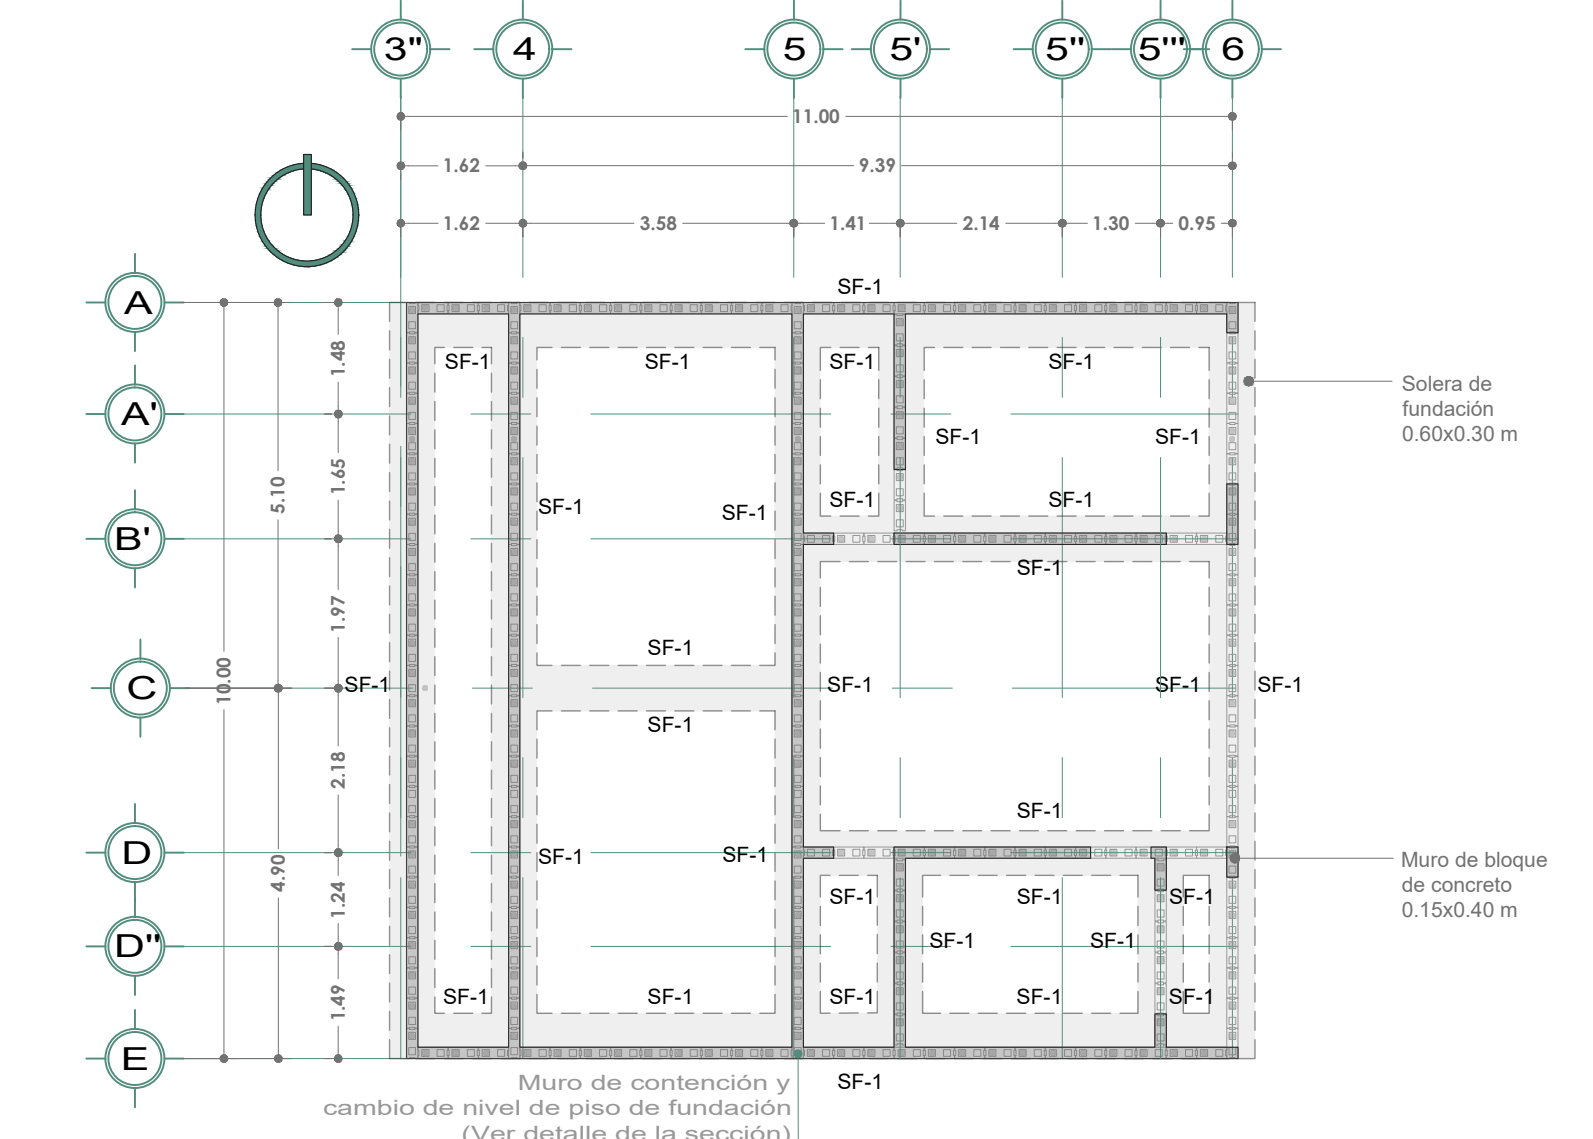 3" 4 5 5' 5" 5''' 6
11.00
1.62 9.39
1.62 3.58 1.41 2.14 1.30 0.95
A
SF-1
1.48
SF-1 SF-1 SF-1 SF-1
Solera de
fundación
0.60x0.30 m
A'
SF-1 SF-1
1.65
5.10
SF-1 SF-1 SF-1 SF-1
SF-1
B'
SF-1
1.97
SF-1
10.00
C
SF-1 SF-1 SF-1 SF-1
SF-1
2.18
SF-1
D
SF-1 SF-1
Muro de bloque
de concreto
0.15x0.40 m
4.90
1.24
SF-1 SF-1 SF-1
D"
SF-1 SF-1
1.49
SF-1 SF-1 SF-1 SF-1 SF-1
E
SF-1
Muro de contención y
cambio de nivel de piso de fundación
(Ver detalle de la sección)